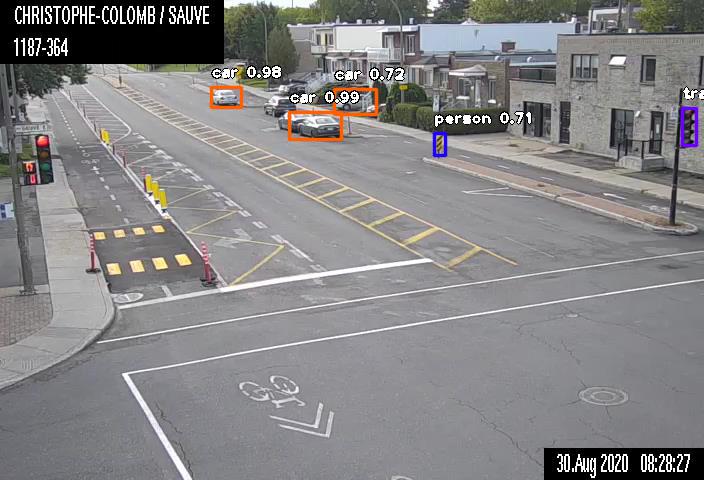 CHRISTOPHE-COLOMB / SAUVE
1187-364
car 0.98
car 0.72
car 0.99
person 0.71
tra
30.Aug 2020 08:28:27